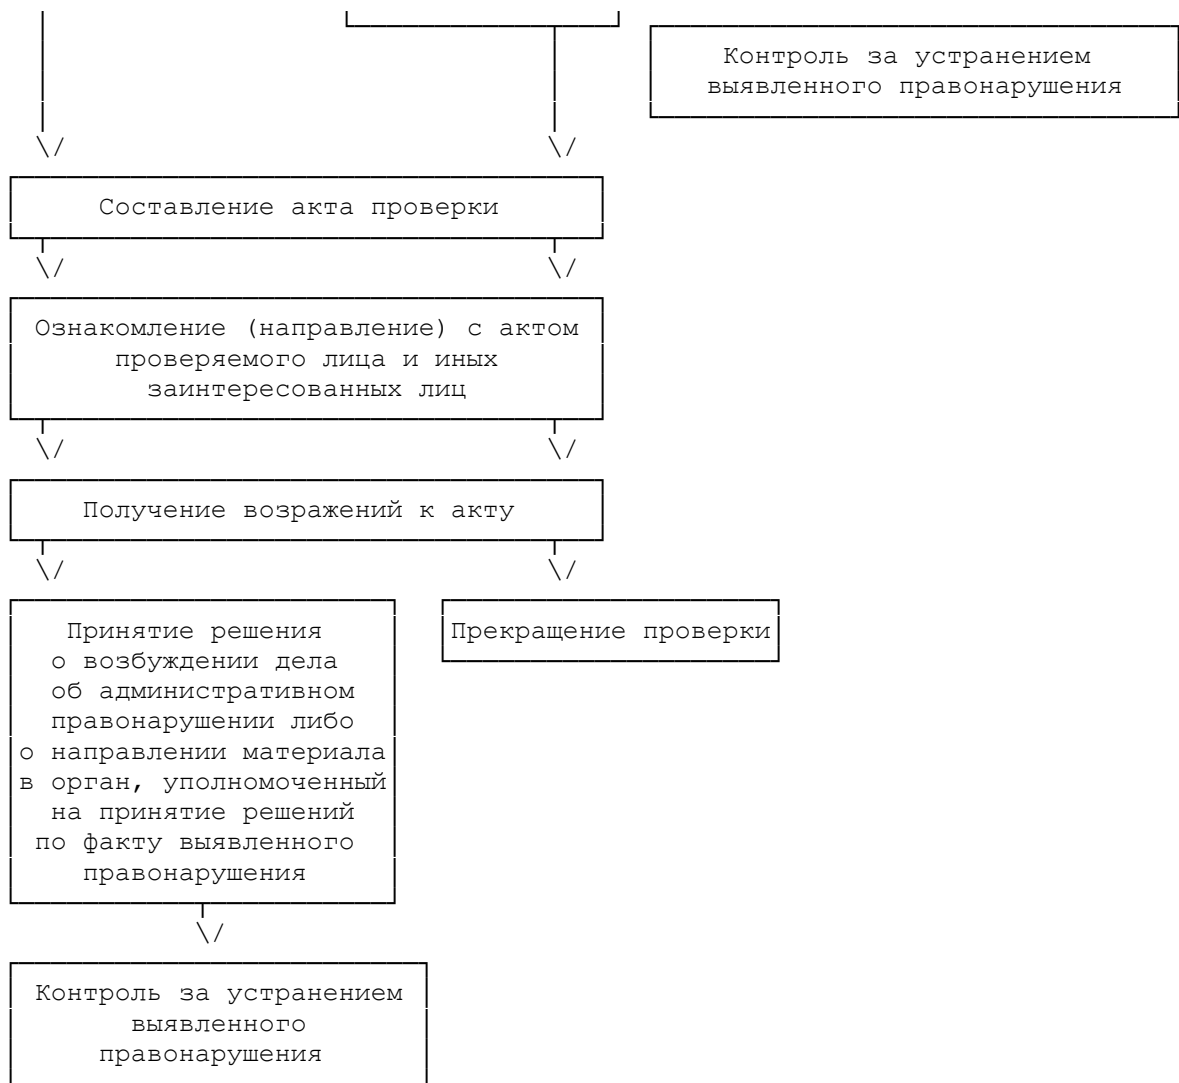 Контроль за устранением
выявленного правонарушения
Составление акта проверки
Ознакомление (направление) с актом
проверяемого лица и иных
заинтересованных лиц
Получение возражений к акту
Принятие решения
о возбуждении дела
об административном
правонарушении либо
о направлении материала
в орган, уполномоченный
на принятие решений
по факту выявленного
правонарушения
Прекращение проверки
Контроль за устранением
выявленного
правонарушения